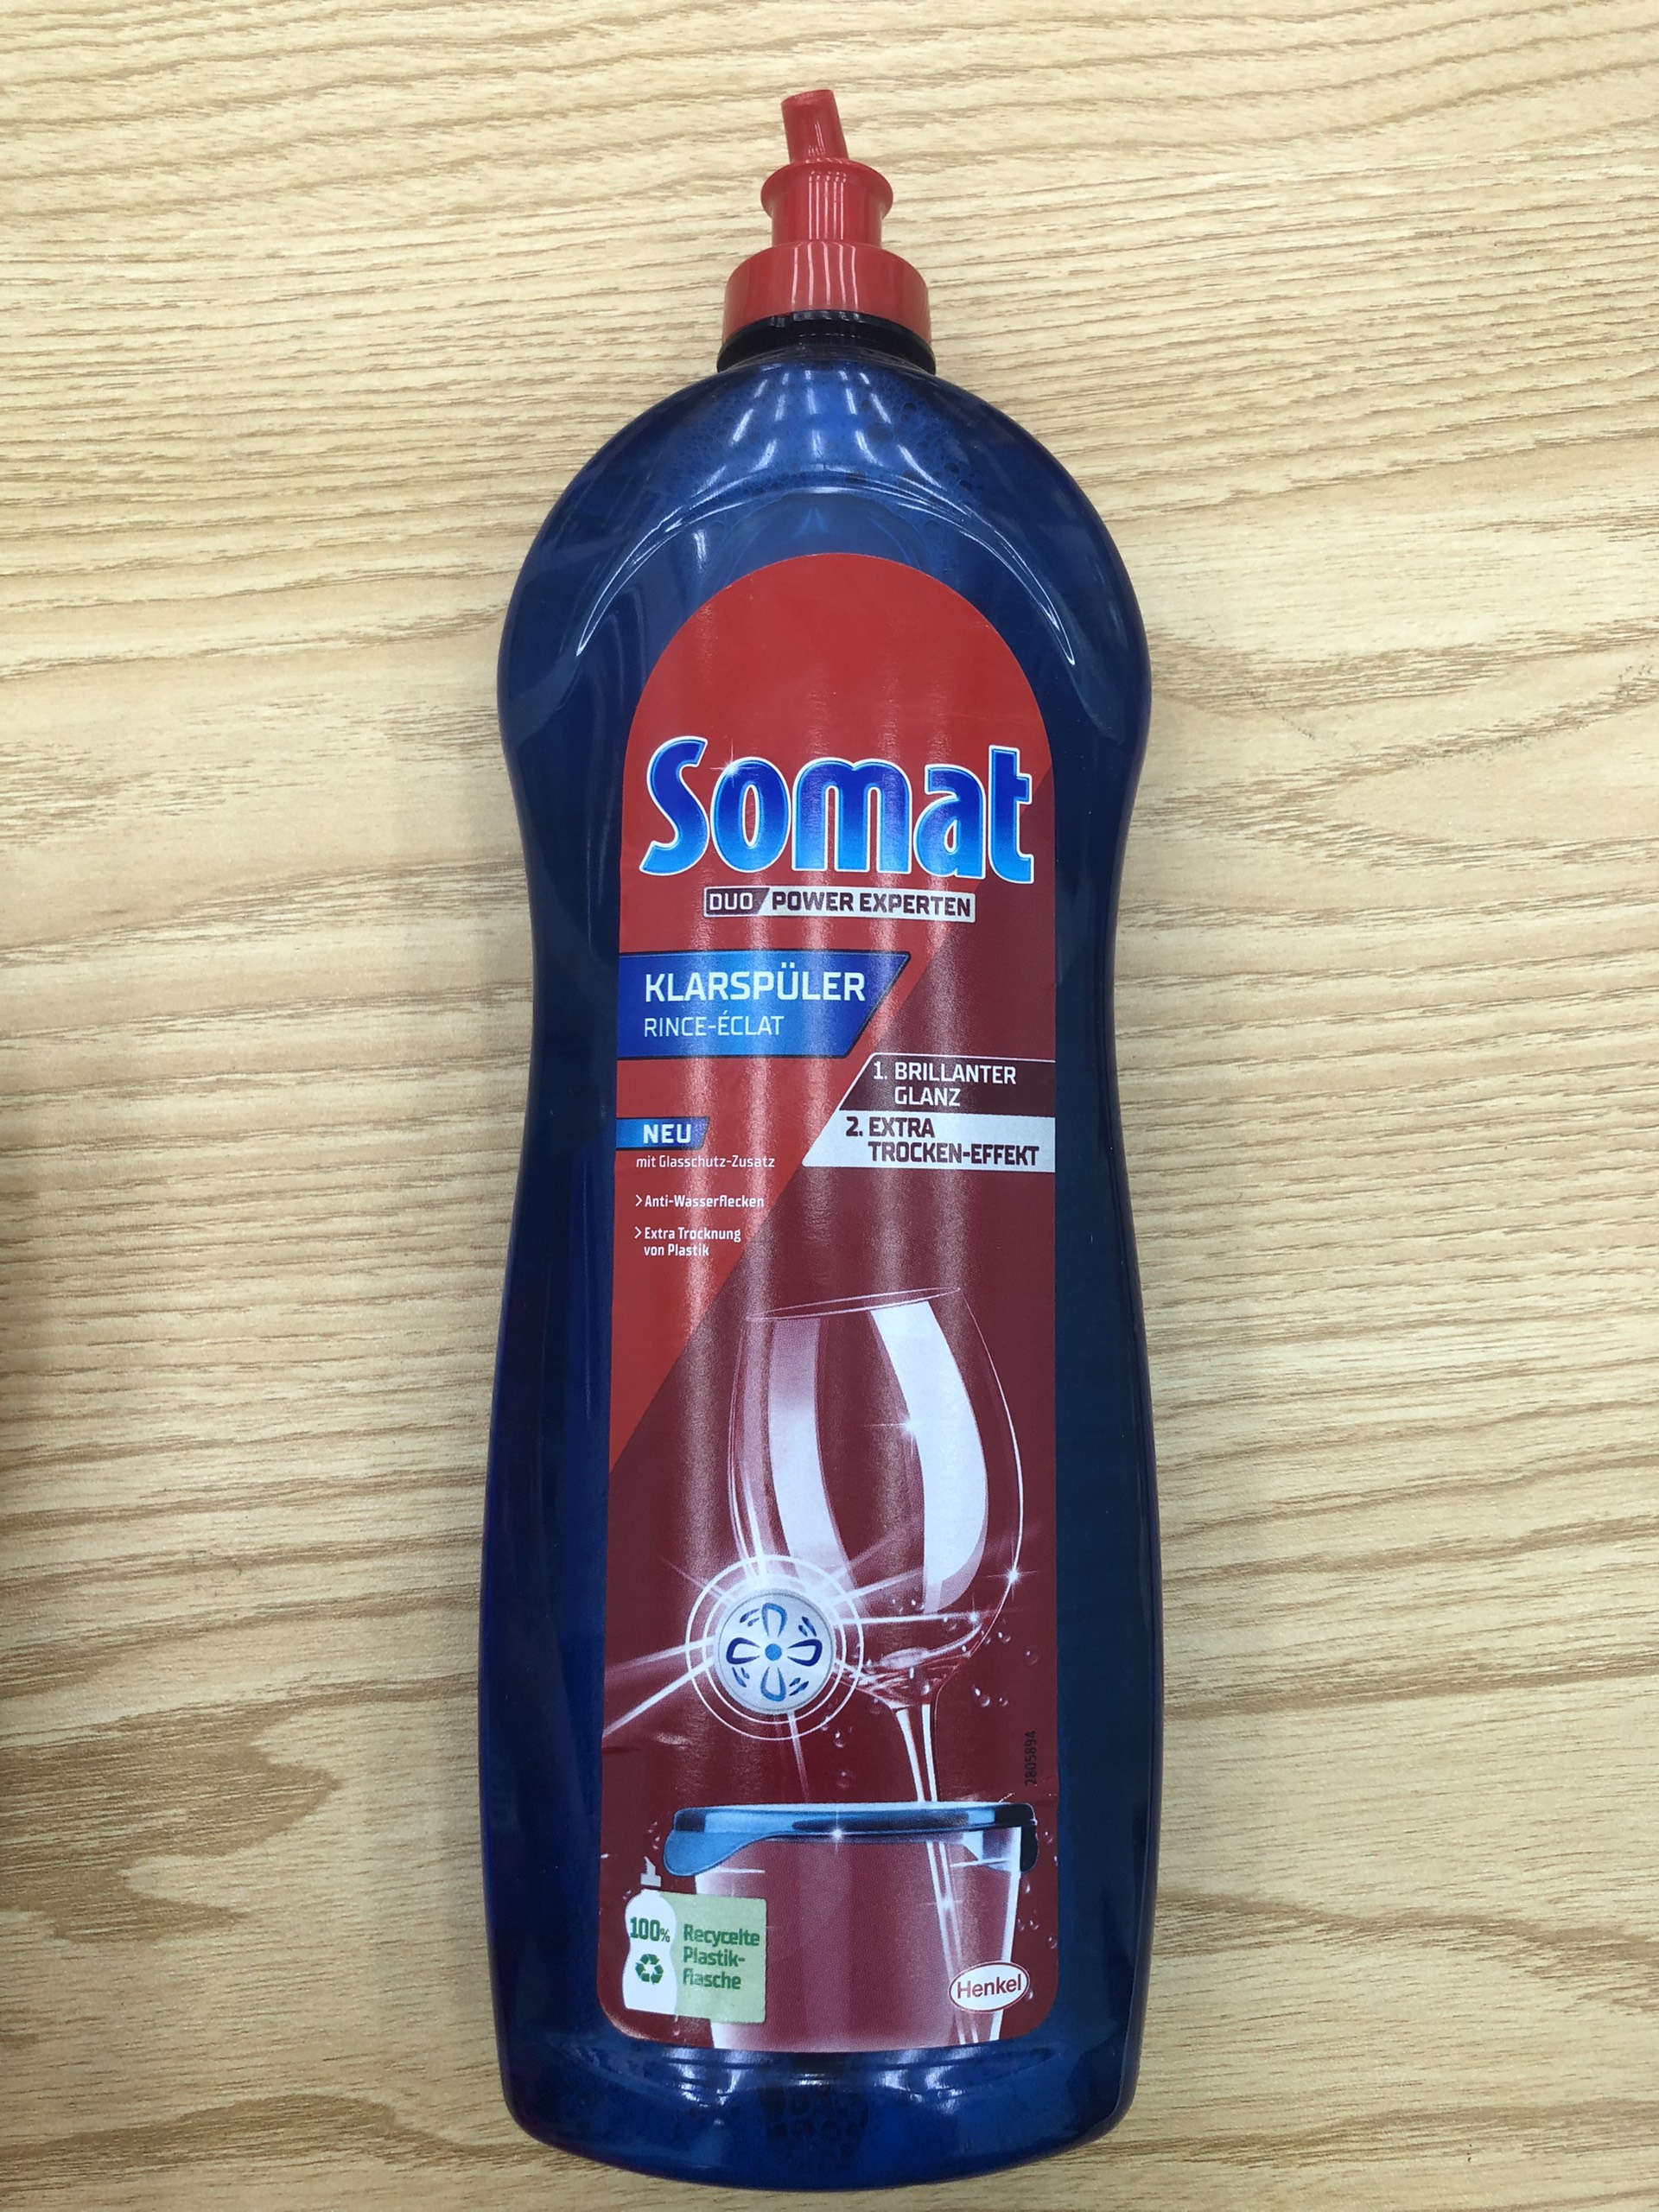 Somat
DUO POWER EXPERTEN
KLARSPÜLER
RINCE-ÉCLAT
1. BRILLANTER
GLANZ
2. EXTRA
TROCKEN-EFFEKT
NEU
mit Glasschutz-Zusatz
> Anti-Wasserflecken
> Extra Trocknung
von Plastik
2805894
100%
Recycelte
Plastik-
flasche
Henkel